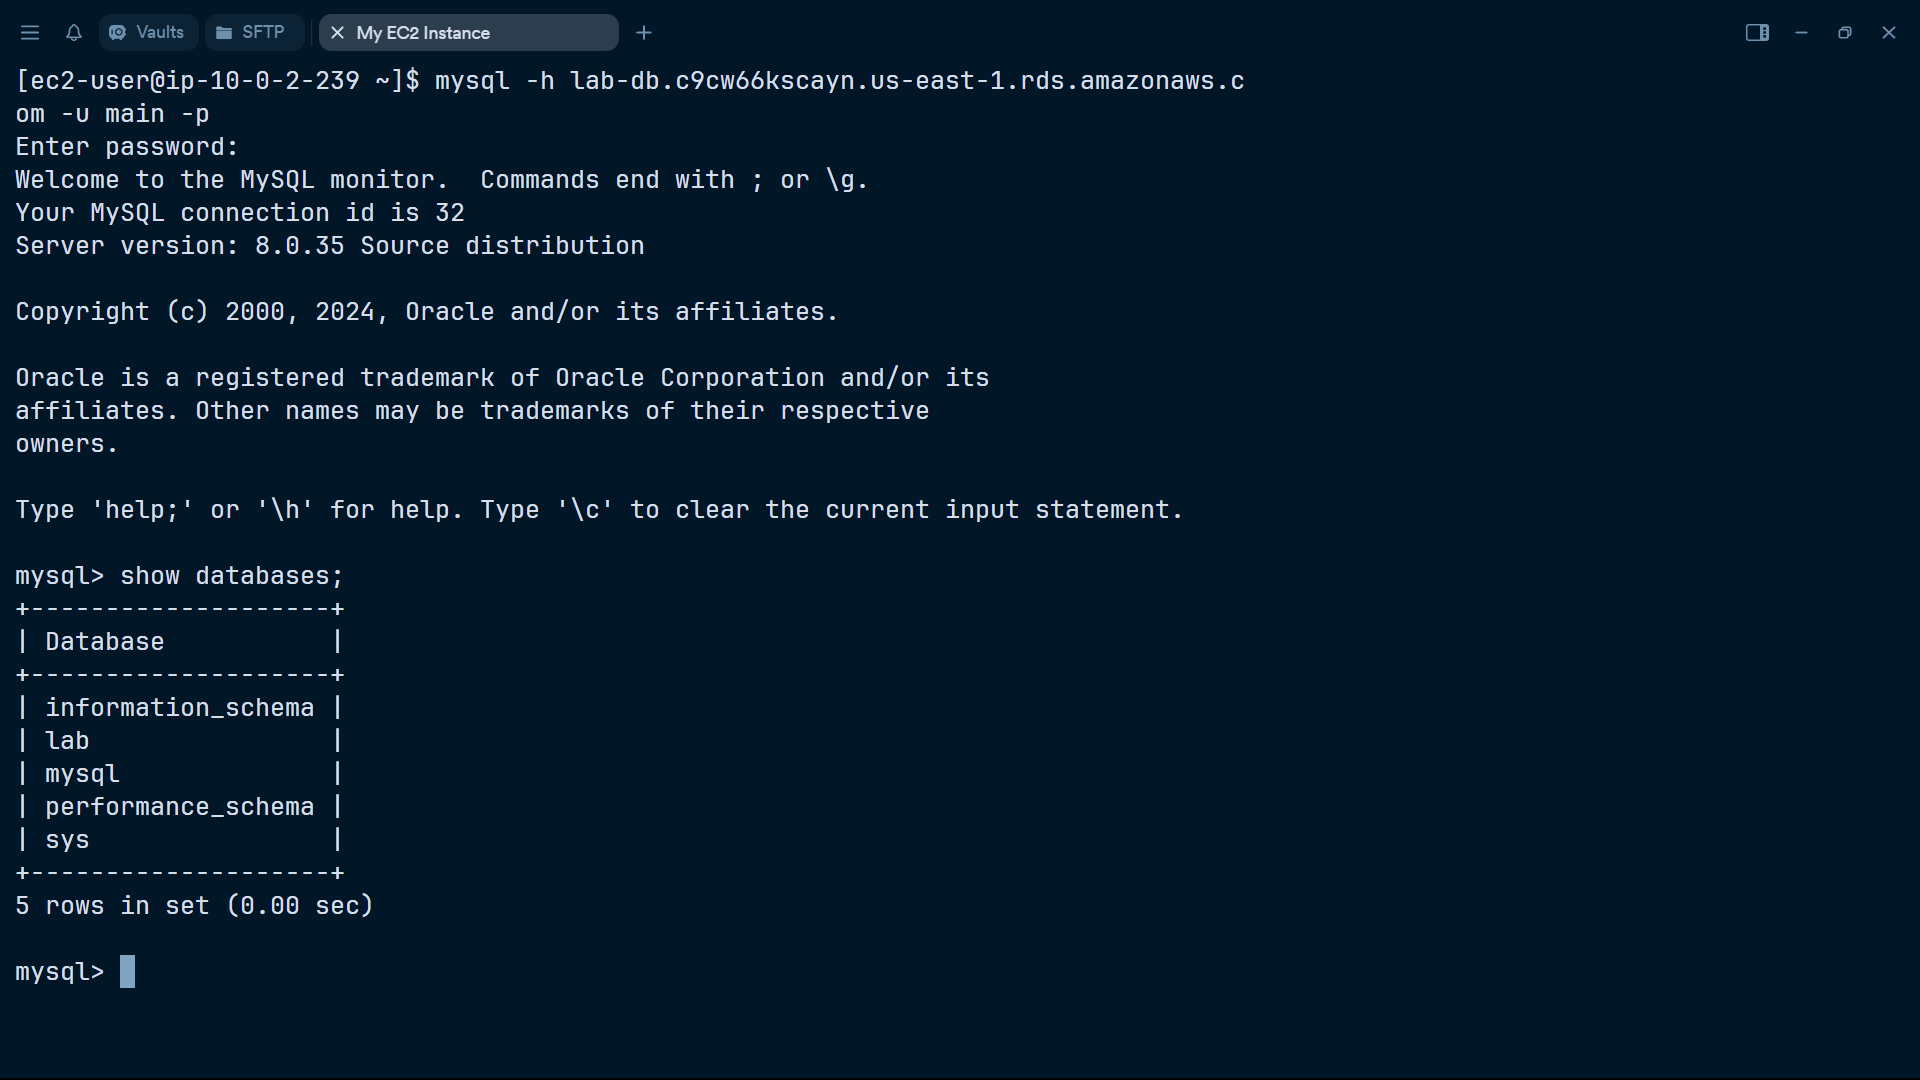 Vaults SFTP My EC2 Instance
[ec2-user@ip-10-0-2-239 ~]$ mysql -h lab-db.c9cw66kscayn.us-east-1.rds.amazonaws.c
om -u main -p
Enter password:
Welcome to the MySQL monitor.  Commands end with ; or \g.
Your MySQL connection id is 32
Server version: 8.0.35 Source distribution

Copyright (c) 2000, 2024, Oracle and/or its affiliates.

Oracle is a registered trademark of Oracle Corporation and/or its
affiliates. Other names may be trademarks of their respective
owners.

Type 'help;' or '\h' for help. Type '\c' to clear the current input statement.

mysql> show databases;
+--------------------+
| Database           |
+--------------------+
| information_schema |
| lab                |
| mysql              |
| performance_schema |
| sys                |
+--------------------+
5 rows in set (0.00 sec)

mysql>